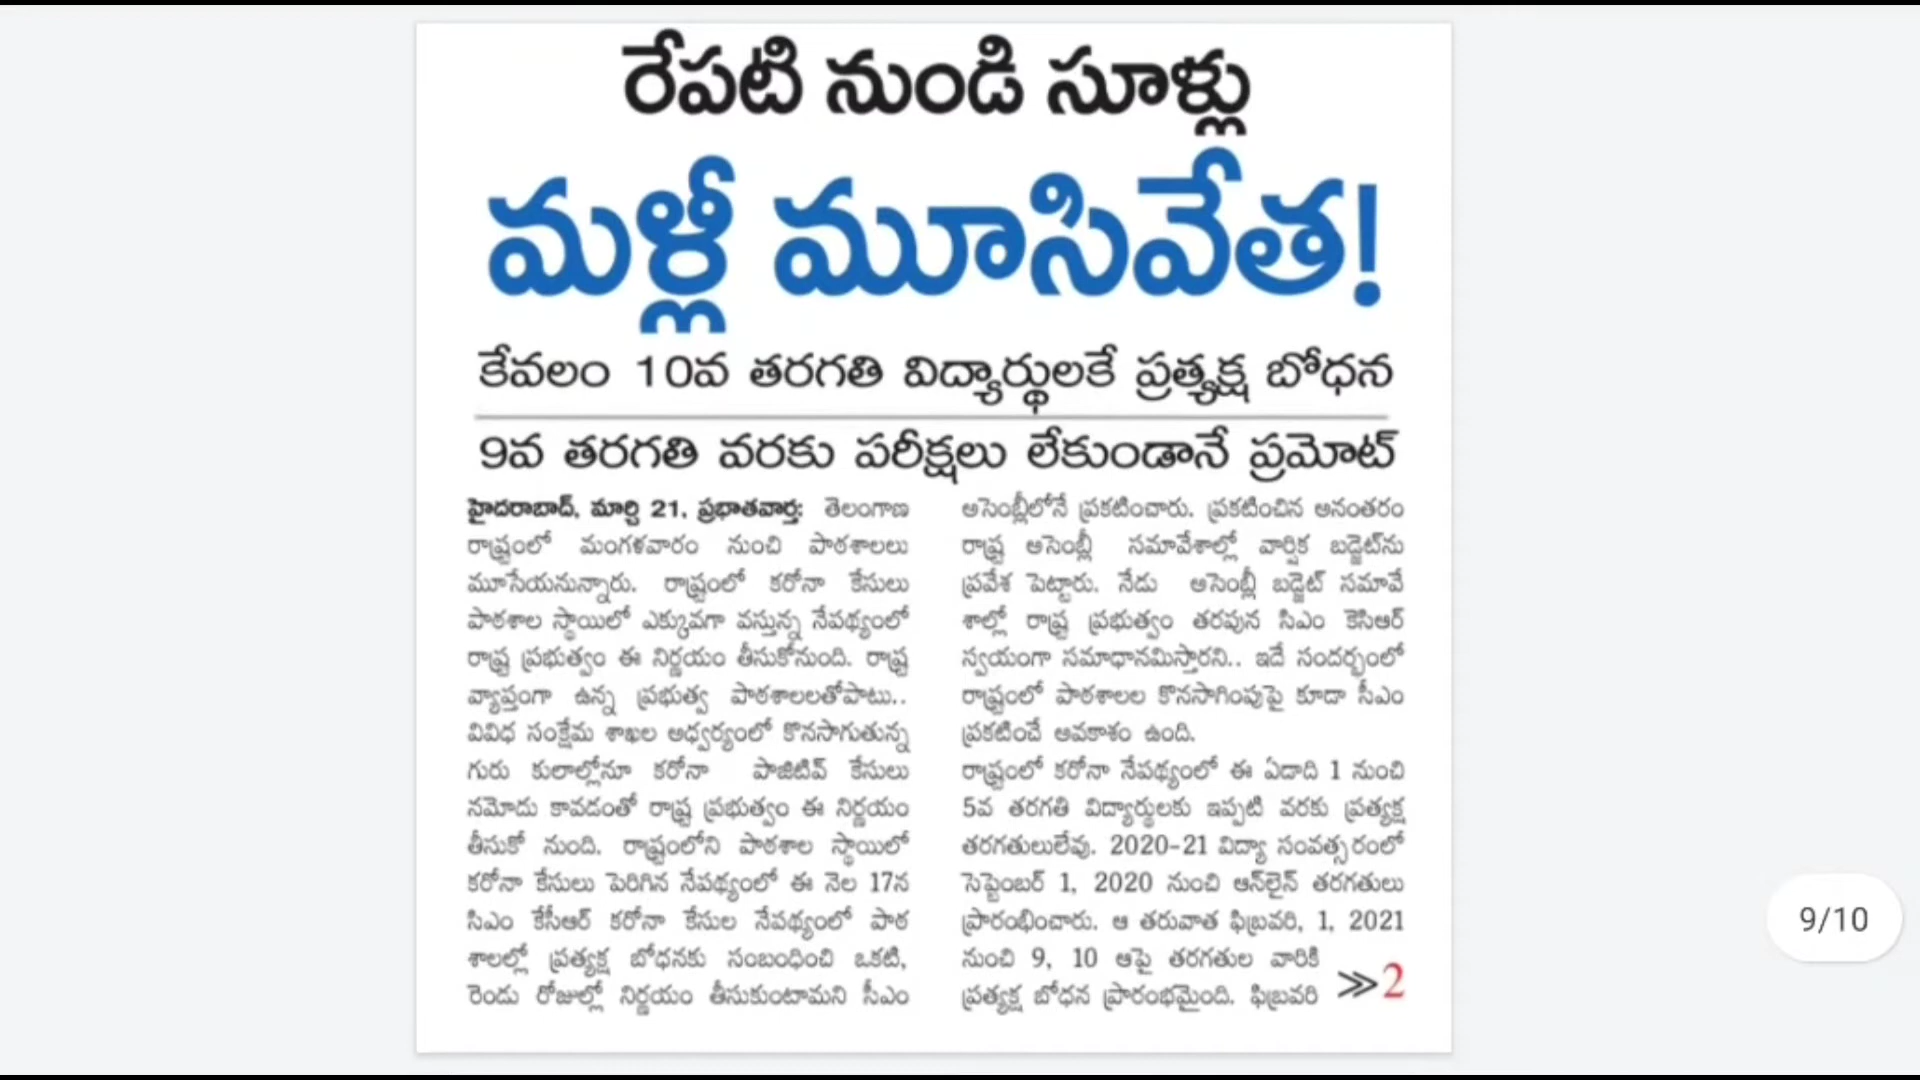 రేపటి నుండి సూళ్లు
మళ్లీ మూసివేత!
కేవలం 10వ తరగతి విద్యార్థులకే ప్రత్యక్ష బోధన
9వ తరగతి వరకు పరీక్షలు లేకుండానే ప్రమోట్
హైదరాబాద్, మార్చి 21, ప్రభాతవార్త: తెలంగాణ
రాష్ట్రంలో మంగళవారం నుంచి పాఠశాలలు
మూసేయనున్నారు. రాష్ట్రంలో కరోనా కేసులు
పాఠశాల స్థాయిలో ఎక్కువగా వస్తున్న నేపథ్యంలో
రాష్ట్ర ప్రభుత్వం ఈ నిర్ణయం తీసుకోనుంది. రాష్ట్ర
వ్యాప్తంగా ఉన్న ప్రభుత్వ పాఠశాలలతోపాటు..
వివిధ సంక్షేమ శాఖల అధ్వర్యంలో కొనసాగుతున్న
గురు కులాల్లోనూ కరోనా పాజిటివ్ కేసులు
నమోదు కావడంతో రాష్ట్ర ప్రభుత్వం ఈ నిర్ణయం
తీసుకో నుంది. రాష్ట్రంలోని పాఠశాల స్థాయిలో
కరోనా కేసులు పెరిగిన నేపథ్యంలో ఈ నెల 17న
సిఎం కేసీఆర్ కరోనా కేసుల నేపథ్యంలో పాఠ
శాలల్లో ప్రత్యక్ష బోధనకు సంబంధించి ఒకటి,
రెండు రోజుల్లో నిర్ణయం తీసుకుంటామని సీఎం
అసెంబ్లీలోనే ప్రకటించారు. ప్రకటించిన అనంతరం
రాష్ట్ర అసెంబ్లీ సమావేశాల్లో వార్షిక బడ్జెట్‌ను
ప్రవేశ పెట్టారు. నేడు అసెంబ్లీ బడ్జెట్ సమావే
శాల్లో రాష్ట్ర ప్రభుత్వం తరపున సిఎం కెసిఆర్
స్వయంగా సమాధానమిస్తారని.. ఇదే సందర్భంలో
రాష్ట్రంలో పాఠశాలల కొనసాగింపుపై కూడా సీఎం
ప్రకటించే అవకాశం ఉంది.
రాష్ట్రంలో కరోనా నేపథ్యంలో ఈ ఏడాది 1 నుంచి
5వ తరగతి విద్యార్థులకు ఇప్పటి వరకు ప్రత్యక్ష
తరగతులులేవు. 2020-21 విద్యా సంవత్సరంలో
సెప్టెంబర్ 1, 2020 నుంచి ఆన్‌లైన్ తరగతులు
ప్రారంభించారు. ఆ తరువాత ఫిబ్రవరి, 1, 2021
నుంచి 9, 10 ఆపై తరగతుల వారికి
ప్రత్యక్ష బోధన ప్రారంభమైంది. ఫిబ్రవరి >>2
9/10